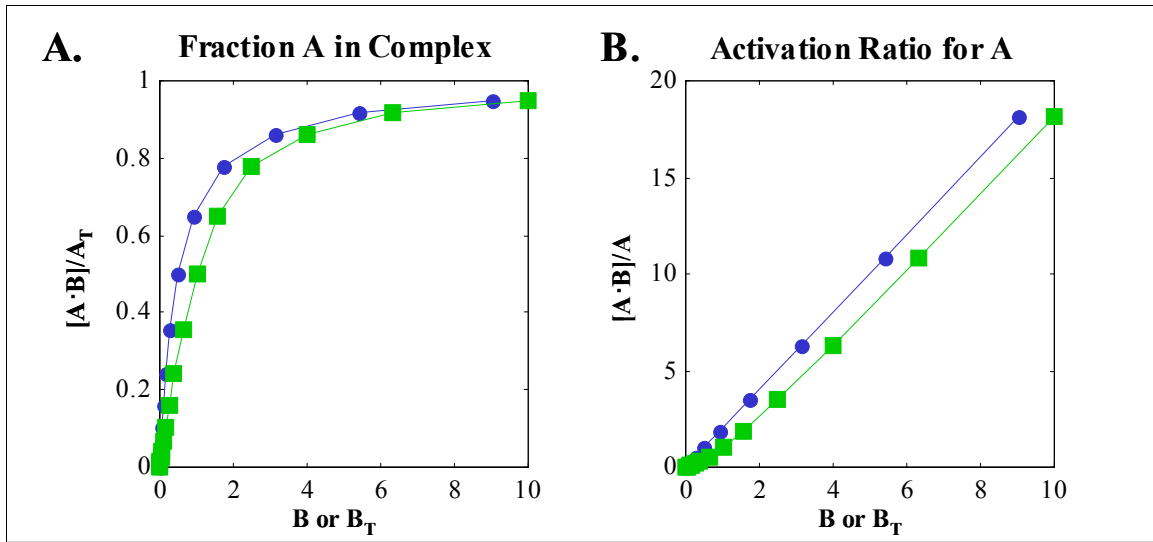 A.
Fraction A in Complex
1
0.8
0.6
0.4
0.2
0
0 2 4 6 8 10
[A·B]/A_T
B or B_T
B.
Activation Ratio for A
20
15
10
5
0
0 2 4 6 8 10
[A·B]/A
B or B_T